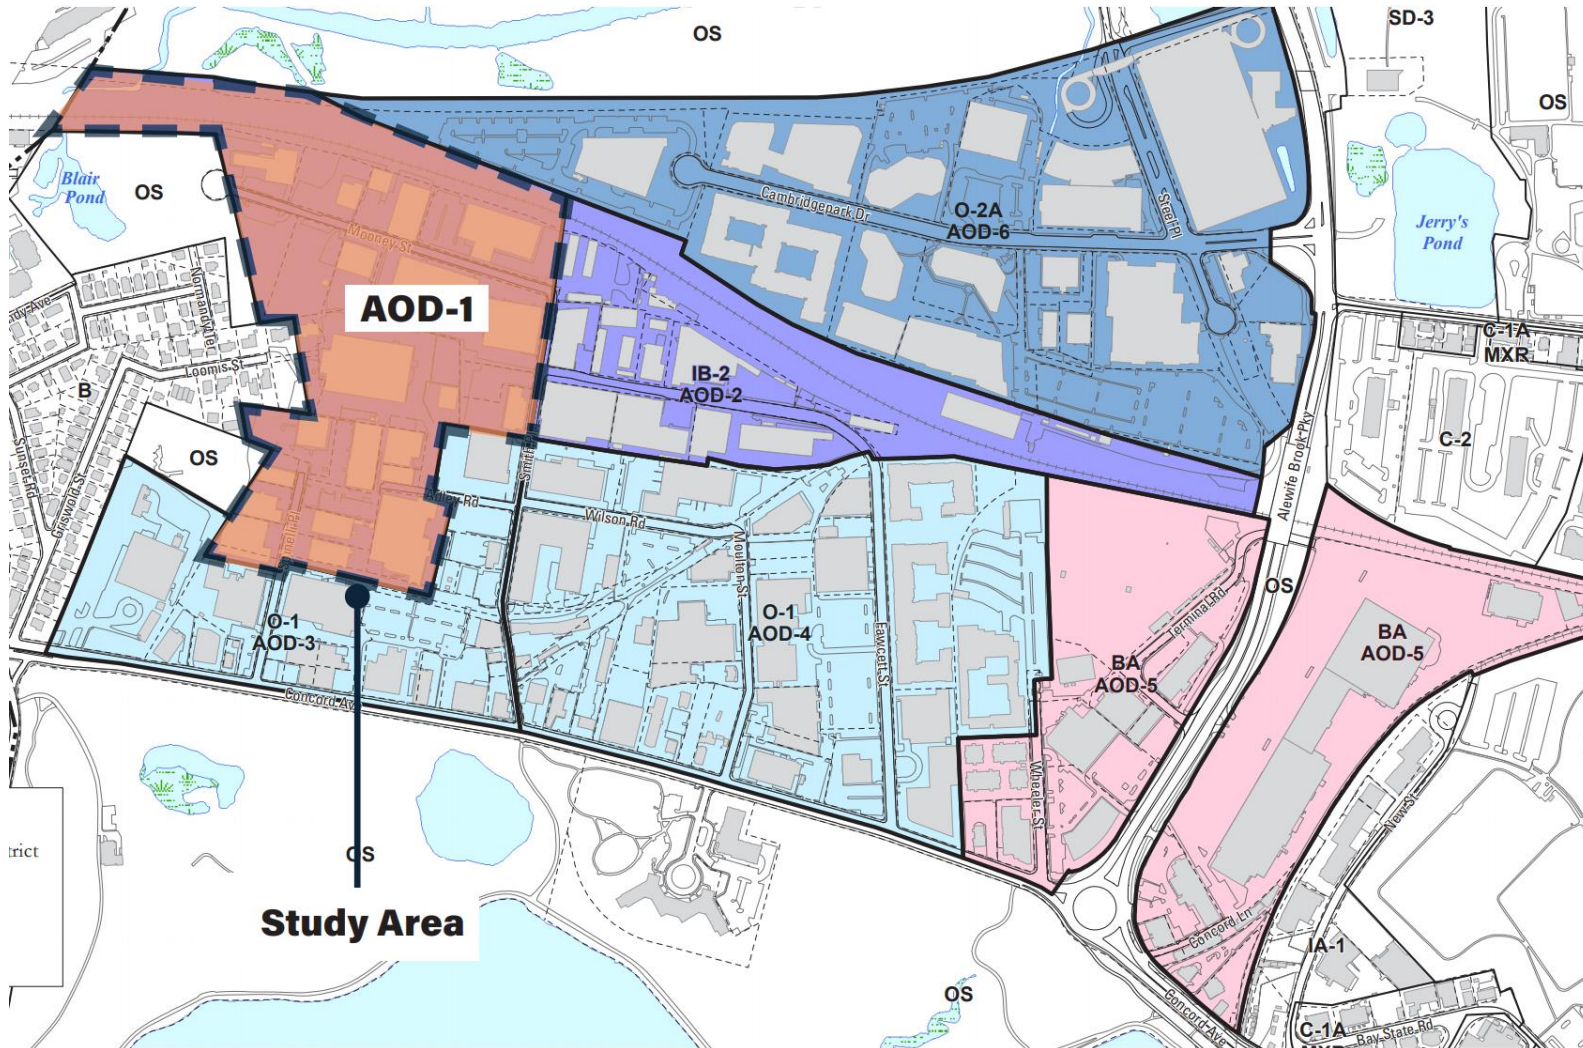 SD-3
OS
OS
Blair
Pond
OS
Cambridgepark Dr
O-2A
AOD-6
Steel Pl
Jerry's
Pond
Mooney St
Normandy Ter
AOD-1
C-1A
MXR
Loomis St
B
IB-2
AOD-2
Alewife Brook Pky
C-2
OS
Sunset Rd
Griswold St
Smith Pl
Adley Rd
Wilson Rd
Moulton St
Fawcett St
Terminal Rd
OS
O-1
AOD-3
O-1
AOD-4
BA
AOD-5
BA
AOD-5
Concord Ave
Wheeler St
New St
trict
OS
Study Area
Concord Ln
IA-1
OS
Concord Ave
C-1A
Bay State Rd